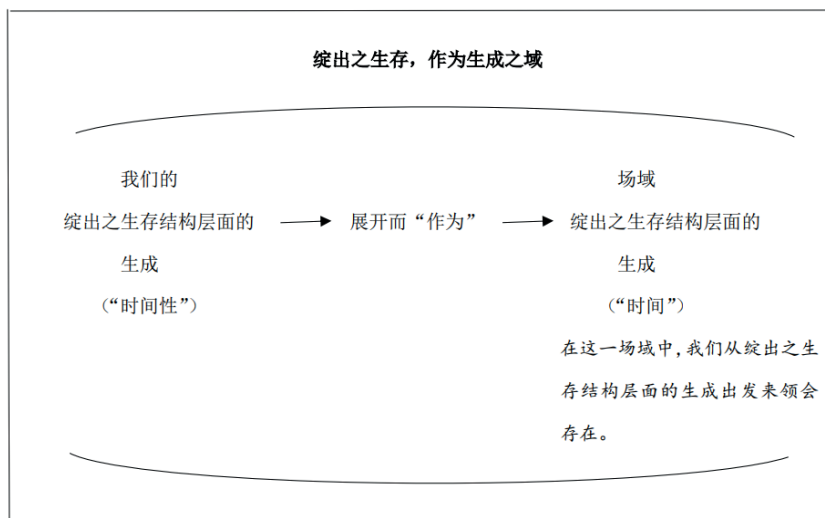 绽出之生存，作为生成之域
我们的
绽出之生存结构层面的
生成
（“时间性”）
展开而“作为”
场域
绽出之生存结构层面的
生成
（“时间”）
在这一场域中，我们从绽出之生
存结构层面的生成出发来领会
存在。